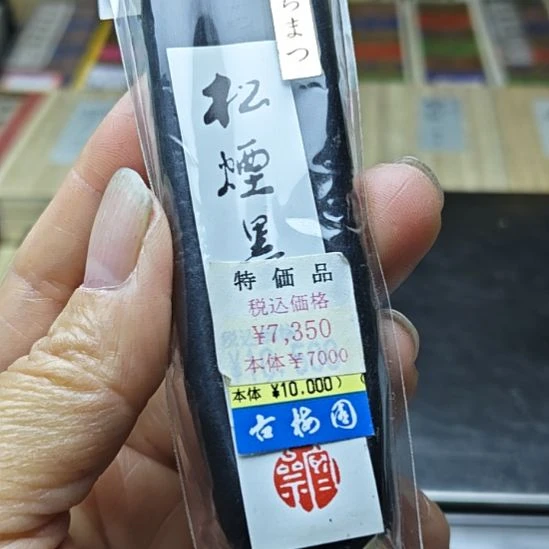 ちまつ
松煙墨
特価品
税込価格
¥7,350
本体¥7000
本体 ¥10.000)
古梅園